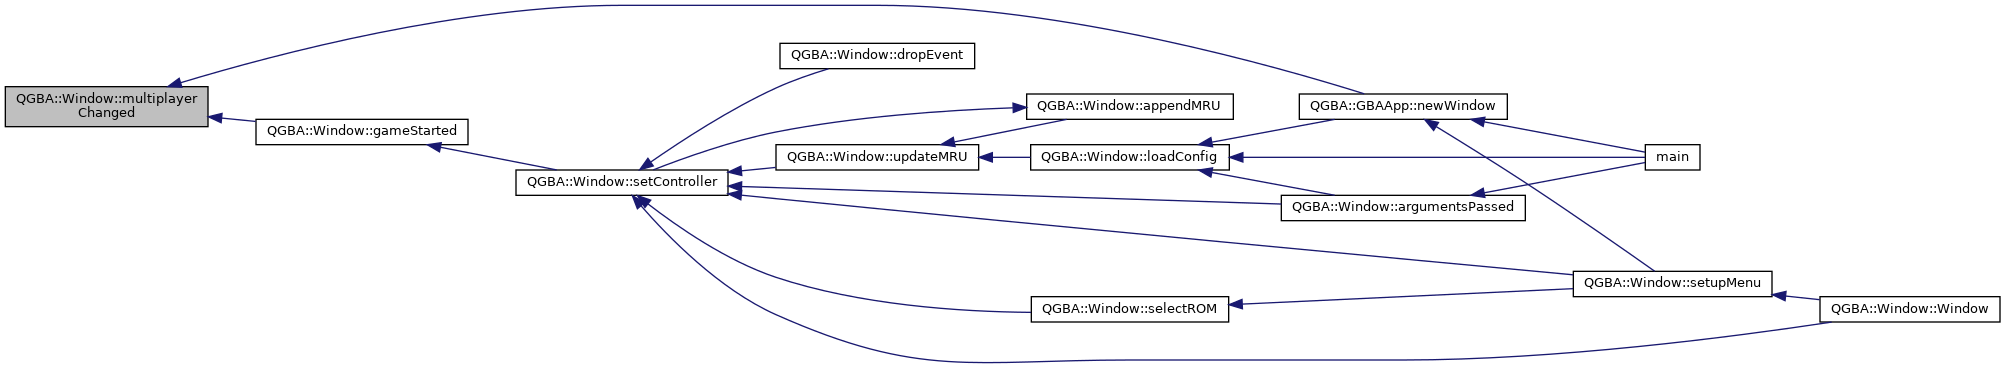 QGBA::Window::multiplayer
Changed
QGBA::Window::gameStarted
QGBA::Window::setController
QGBA::Window::dropEvent
QGBA::Window::updateMRU
QGBA::Window::appendMRU
QGBA::Window::loadConfig
QGBA::Window::selectROM
QGBA::GBAApp::newWindow
QGBA::Window::argumentsPassed
main
QGBA::Window::setupMenu
QGBA::Window::Window